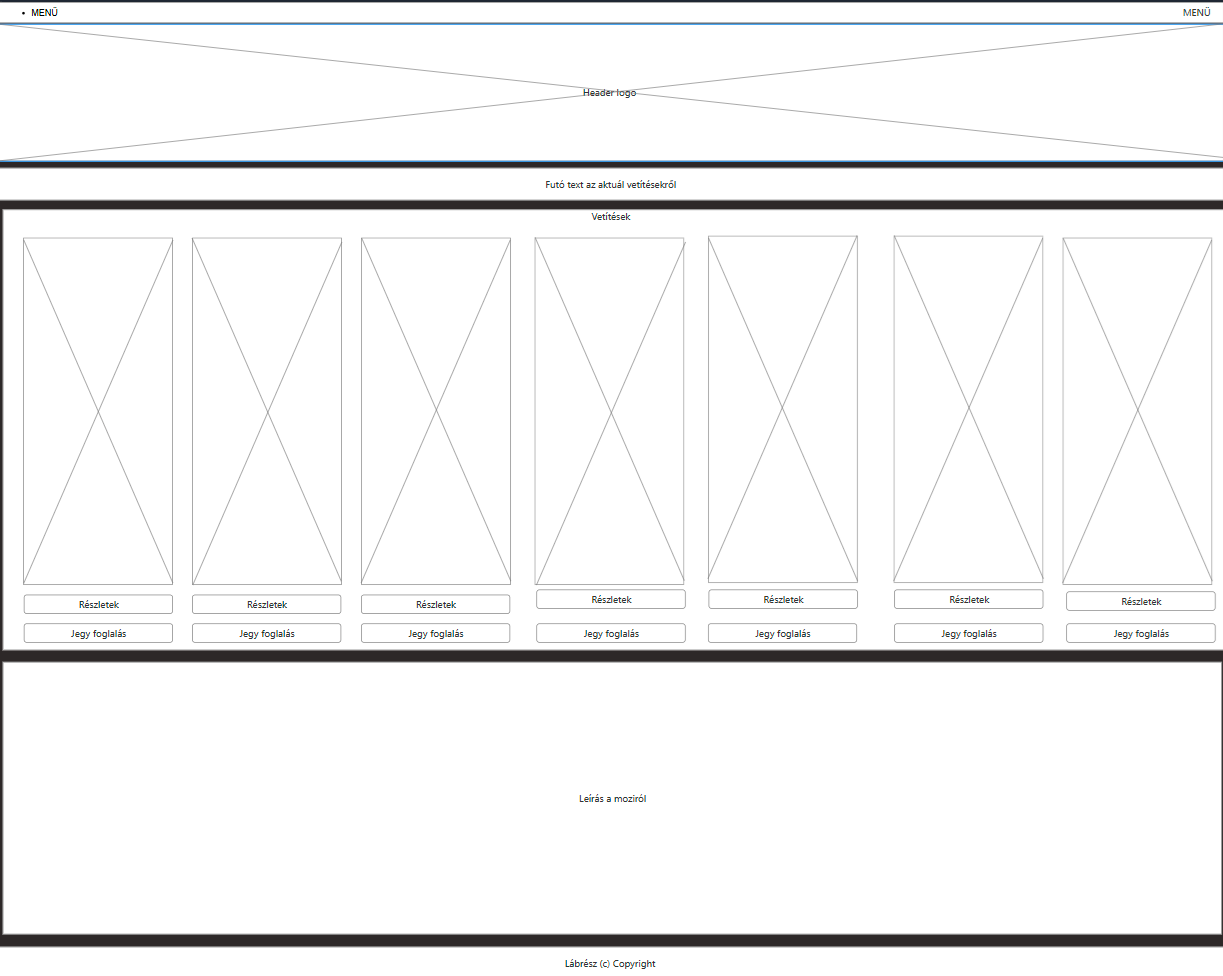 • MENÜ
MENÜ
Header logo
Futó text az aktuál vetítésekről
Vetítések
Részletek
Részletek
Részletek
Részletek
Részletek
Részletek
Részletek
Jegy foglalás
Jegy foglalás
Jegy foglalás
Jegy foglalás
Jegy foglalás
Jegy foglalás
Jegy foglalás
Leírás a moziról
Lábrész (c) Copyright